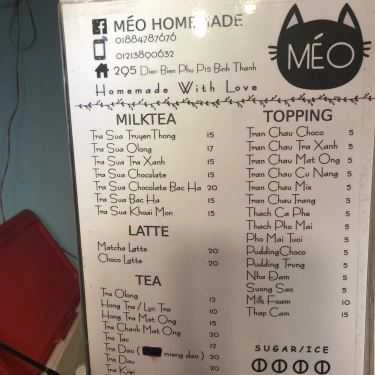 MÉO HOMEMADE
01884787676
01213890632
295 Dien Bien Phu P15 Binh Thanh
Homemade With Love
MÉO
MILKTEA
Tra Sua Truyen Thong 15
Tra Sua Olong 17
Tra Sua Tra Xanh 15
Tra Sua Chocolate 15
Tra Sua Chocolate Bac Ha 20
Tra Sua Bac Ha 15
Tra Sua Khoai Mon 15
LATTE
Matcha Latte 20
Choco Latte 20
TEA
Tra Olong 12
Hong Tra / Luc Tra 10
Hong Tra Mat Ong 15
Tra Chanh Mat Ong 20
Tra Tac
Tra Dao ( mieng dao ) 20
Tra Dau 20
Tra Kiwi 20
TOPPING
Tran Chau Choco 5
Tran Chau Tra Xanh 5
Tran Chau Mat Ong 5
Tran Chau Cu Nang 5
Tran Chau Mix 5
Tran Chau Trang 5
Thach Ca Phe 5
Thach Pho Mai 5
Pho Mai Tuoi 5
PuddingChoco 5
Pudding Trung 5
Nha Dam 5
Suong Sao 5
Milk Foam 10
Thap Cam 15
SUGAR/ICE